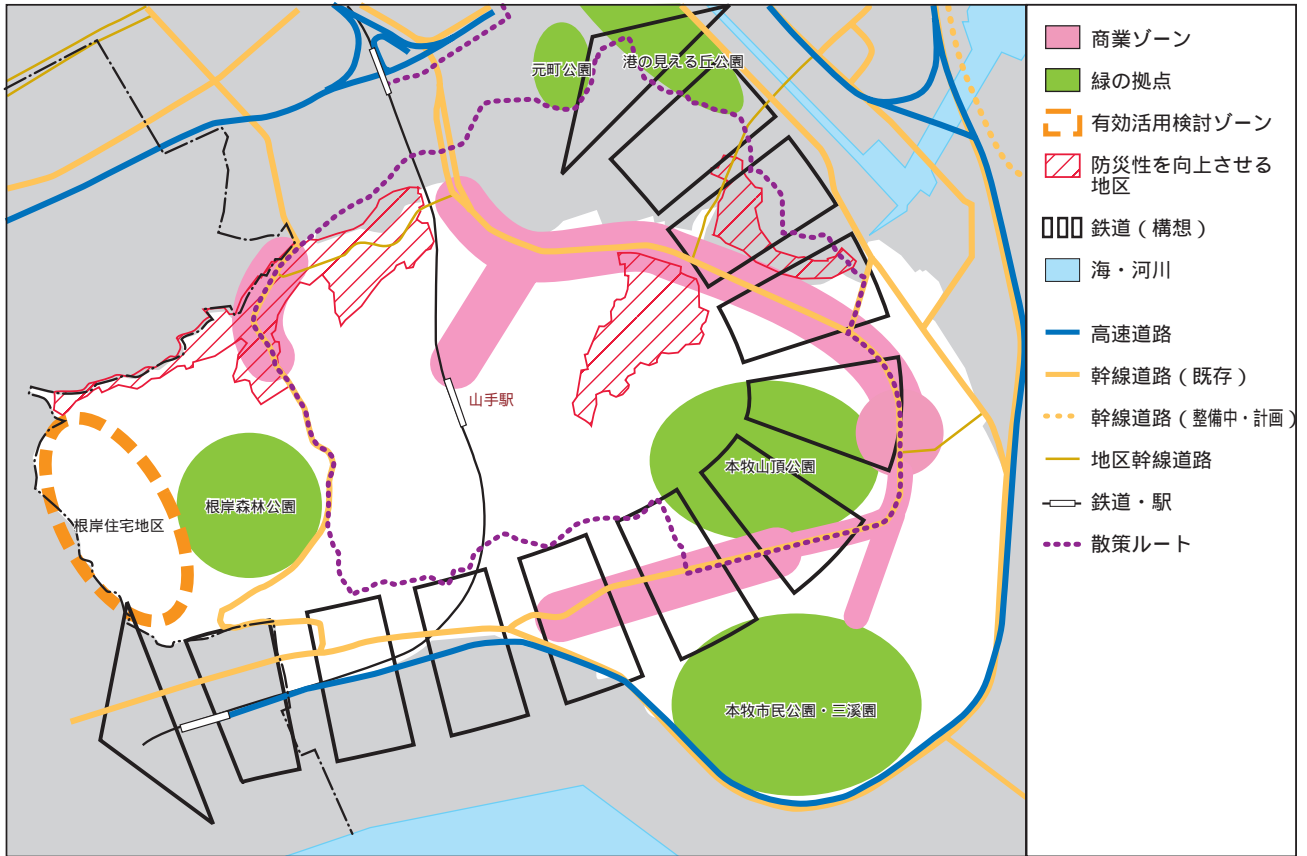 元町公園
港の見える丘公園
山手駅
本牧山頂公園
根岸森林公園
根岸住宅地区
本牧市民公園・三溪園
商業ゾーン
緑の拠点
有効活用検討ゾーン
防災性を向上させる
地区
鉄道（構想）
海・河川
高速道路
幹線道路（既存）
幹線道路（整備中・計画）
地区幹線道路
鉄道・駅
散策ルート